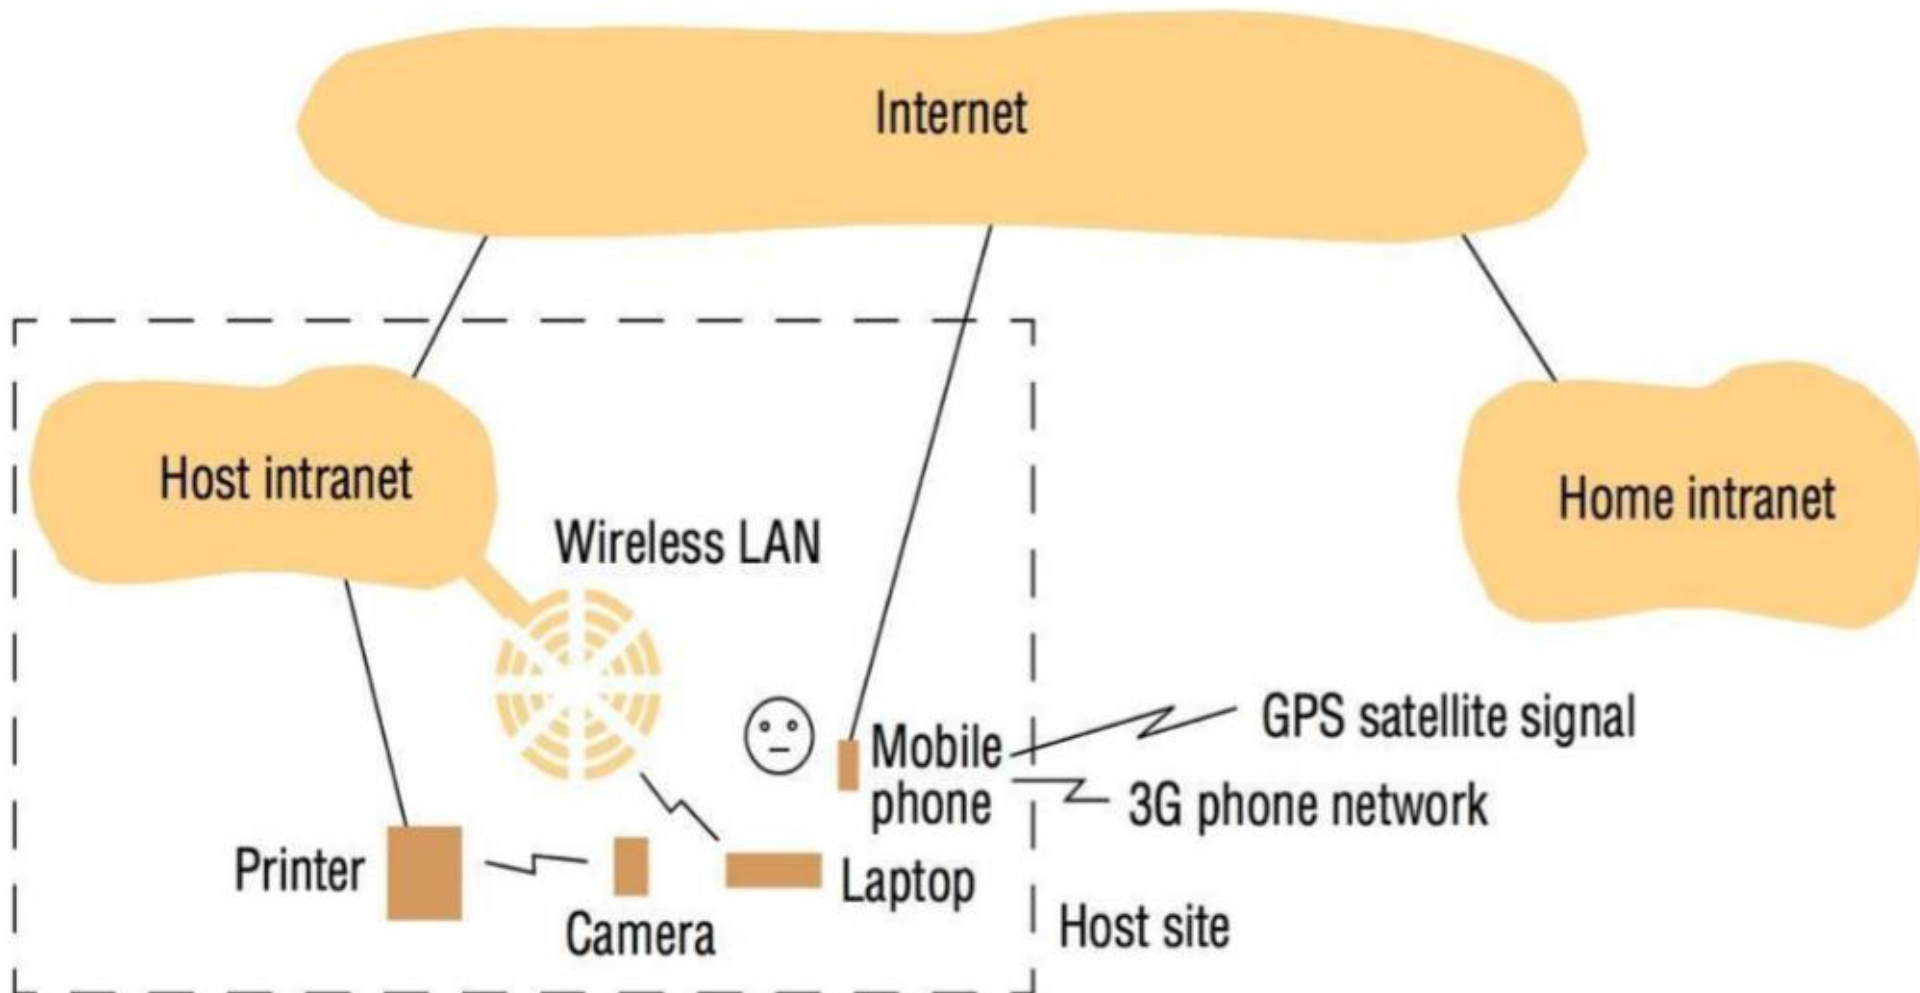 Internet
Host intranet
Wireless LAN
Home intranet
Mobile
phone
GPS satellite signal
3G phone network
Printer
Camera
Laptop
Host site